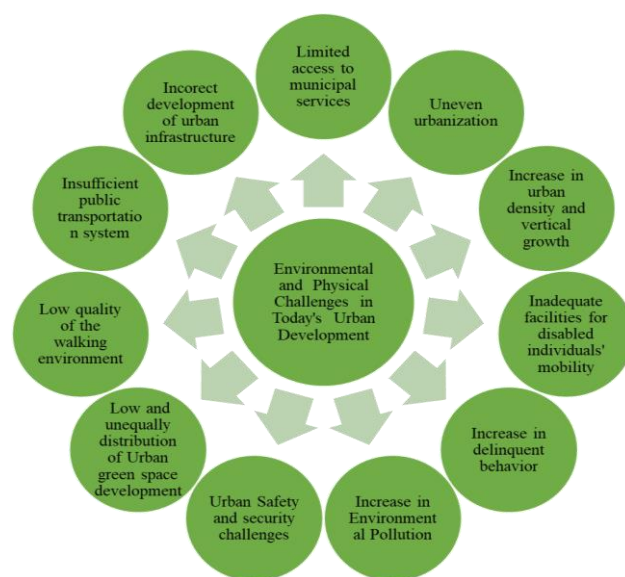 Limited
access to
municipal
services
Uneven
urbanization
Increase in
urban
density and
vertical
growth
Inadequate
facilities for
disabled
individuals'
mobility
Increase in
delinquent
behavior
Increase in
Environment
al Pollution
Urban Safety
and security
challenges
Low and
unequally
distribution
of Urban
green space
development
Low quality
of the
walking
environment
Insufficient
public
transportatio
n system
Incorect
development
of urban
infrastructure
Environmental
and Physical
Challenges in
Today's Urban
Development